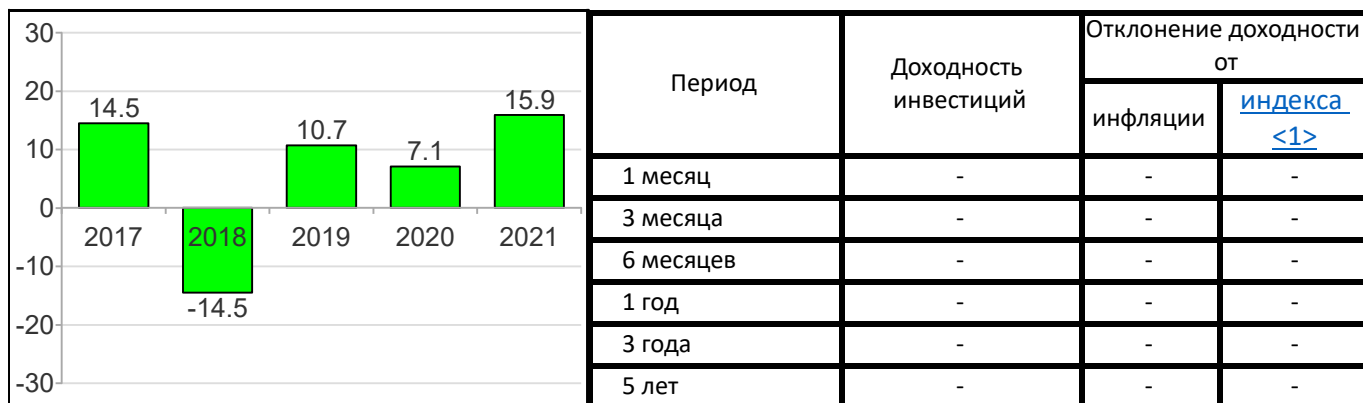 30
20
10
0
-10
-20
-30
14.5
-14.5
10.7
7.1
15.9
2017 2018 2019 2020 2021
Период
Доходность
инвестиций
Отклонение доходности
от
инфляции
индекса
<1>
1 месяц - - -
3 месяца - - -
6 месяцев - - -
1 год - - -
3 года - - -
5 лет - - -